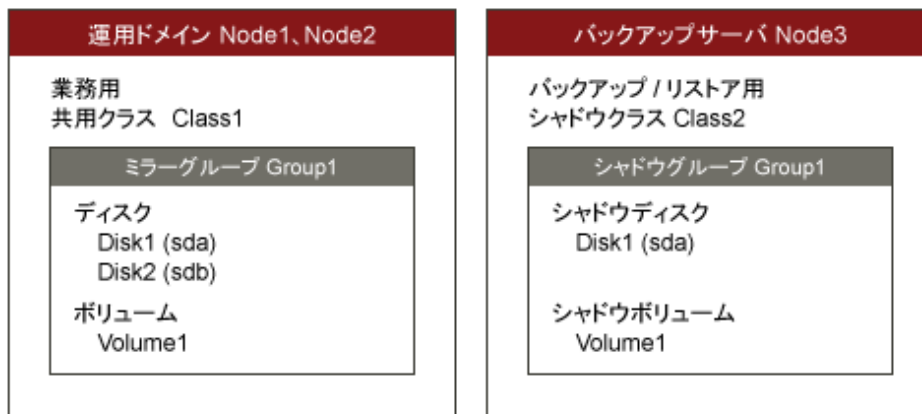 運用ドメイン Node1、Node2
業務用
共用クラス Class1
ミラーグループ Group1
ディスク
Disk1 (sda)
Disk2 (sdb)
ボリューム
Volume1
バックアップサーバ Node3
バックアップ / リストア用
シャドウクラス Class2
シャドウグループ Group1
シャドウディスク
Disk1 (sda)
シャドウボリューム
Volume1